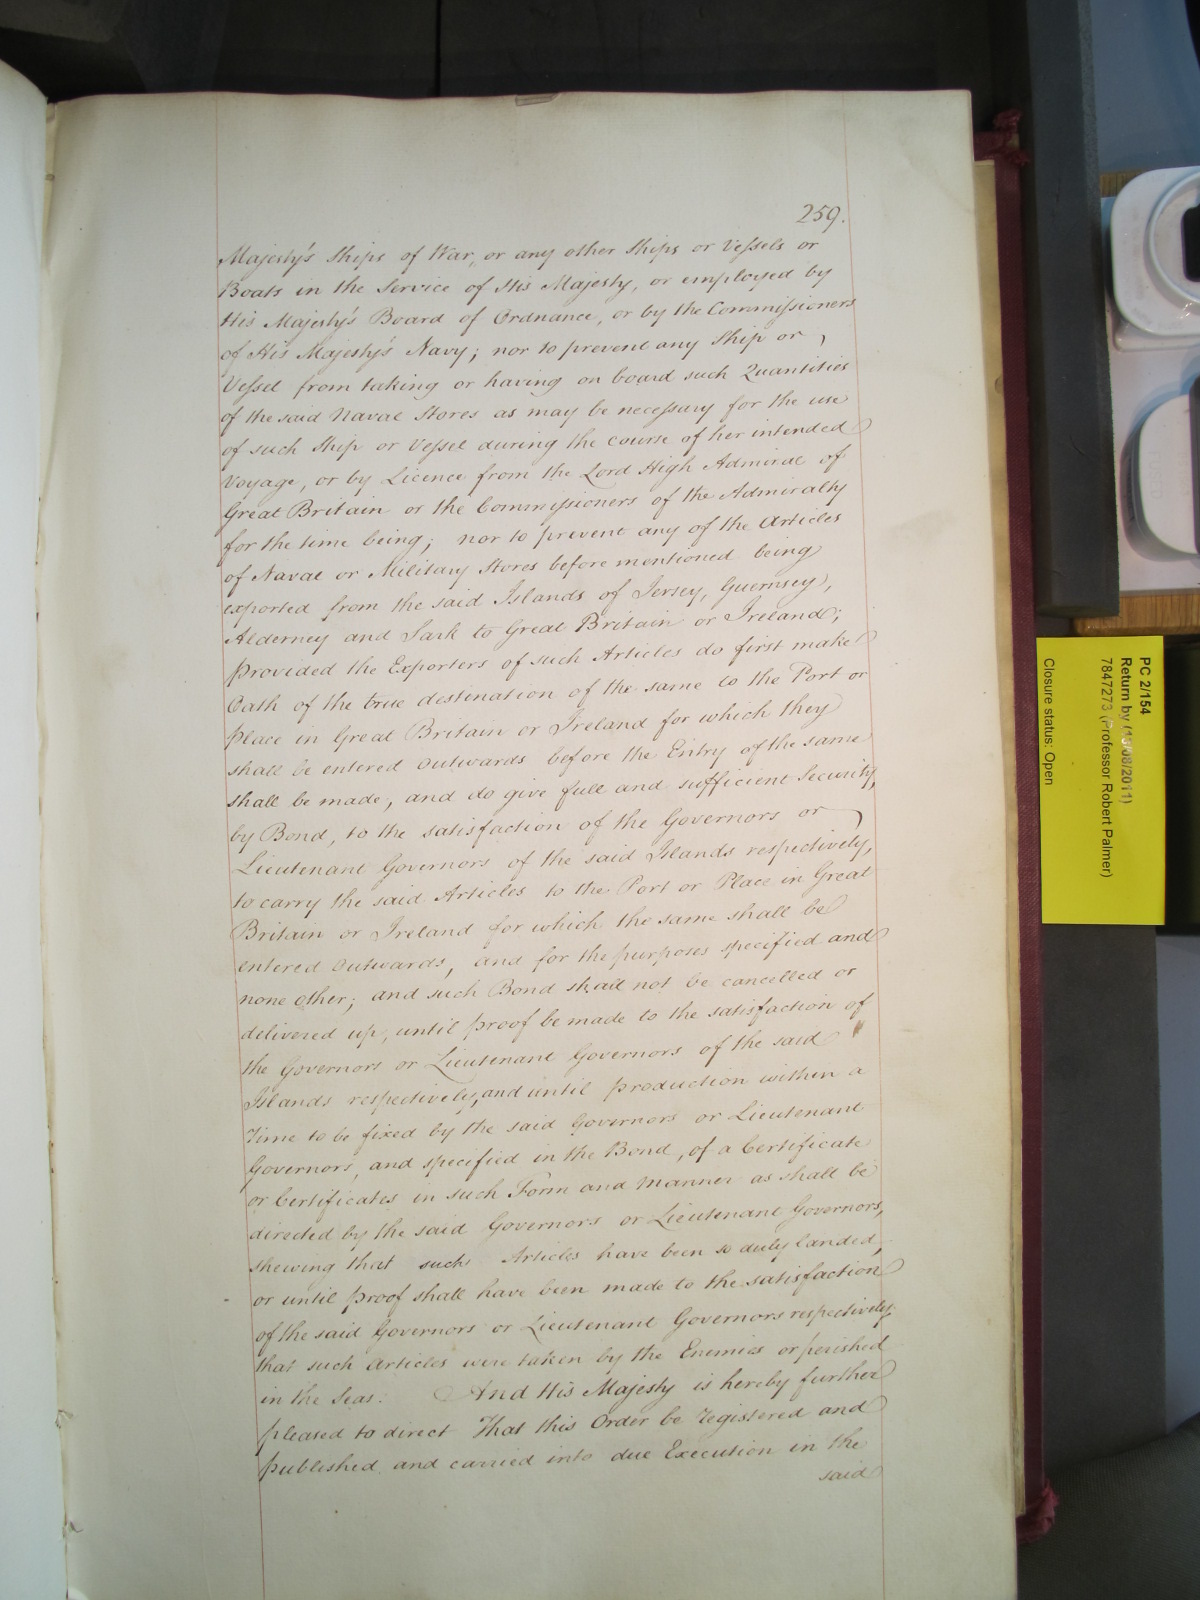 259.
Majesty's Ships of War, or any other Ships or Vessels or
Boats in the Service of His Majesty, or employed by
His Majesty's Board of Ordnance, or by the Commissioners
of His Majesty's Navy; nor to prevent any Ship or
Vessel from taking or having on board such Quantities
of the said Naval Stores as may be necessary for the use
of such Ship or Vessel during the course of her intended
Voyage, or by Licence from the Lord High Admiral of
Great Britain or the Commissioners of the Admiralty
for the time being; nor to prevent any of the Articles
of Naval or Military Stores before mentioned being
exported from the said Islands of Jersey, Guernsey,
Alderney and Sark to Great Britain or Ireland;
provided the Exporters of such Articles do first make
Oath of the true destination of the same to the Port or
Place in Great Britain or Ireland for which they
shall be entered outwards before the Entry of the same
shall be made, and do give full and sufficient Security,
by Bond, to the satisfaction of the Governors or
Lieutenant Governors of the said Islands respectively,
to carry the said Articles to the Port or Place in Great
Britain or Ireland for which the same shall be
entered outwards, and for the purposes specified and
none other; and such Bond shall not be cancelled or
delivered up, until proof be made to the satisfaction of
the Governors or Lieutenant Governors of the said
Islands respectively, and until production within a
Time to be fixed by the said Governors or Lieutenant
Governors, and specified in the Bond, of a Certificate
or Certificates in such Form and Manner as shall be
directed by the said Governors or Lieutenant Governors,
shewing that such Articles have been so duly landed,
or until proof shall have been made to the satisfaction
of the said Governors or Lieutenant Governors respectively,
that such Articles were taken by the Enemies or perished
in the Seas. And His Majesty is hereby further
pleased to direct That this Order be registered and
published and carried into due Execution in the
said
PC 2/154
Return by (13/08/2011)
7847273 (Professor Robert Palmer)
Closure status: Open